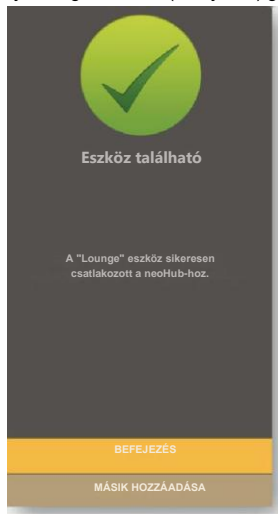 Eszköz található
A "Lounge" eszköz sikeresen
csatlakozott a neoHub-hoz.
BEFEJEZÉS
MÁSIK HOZZÁADÁSA